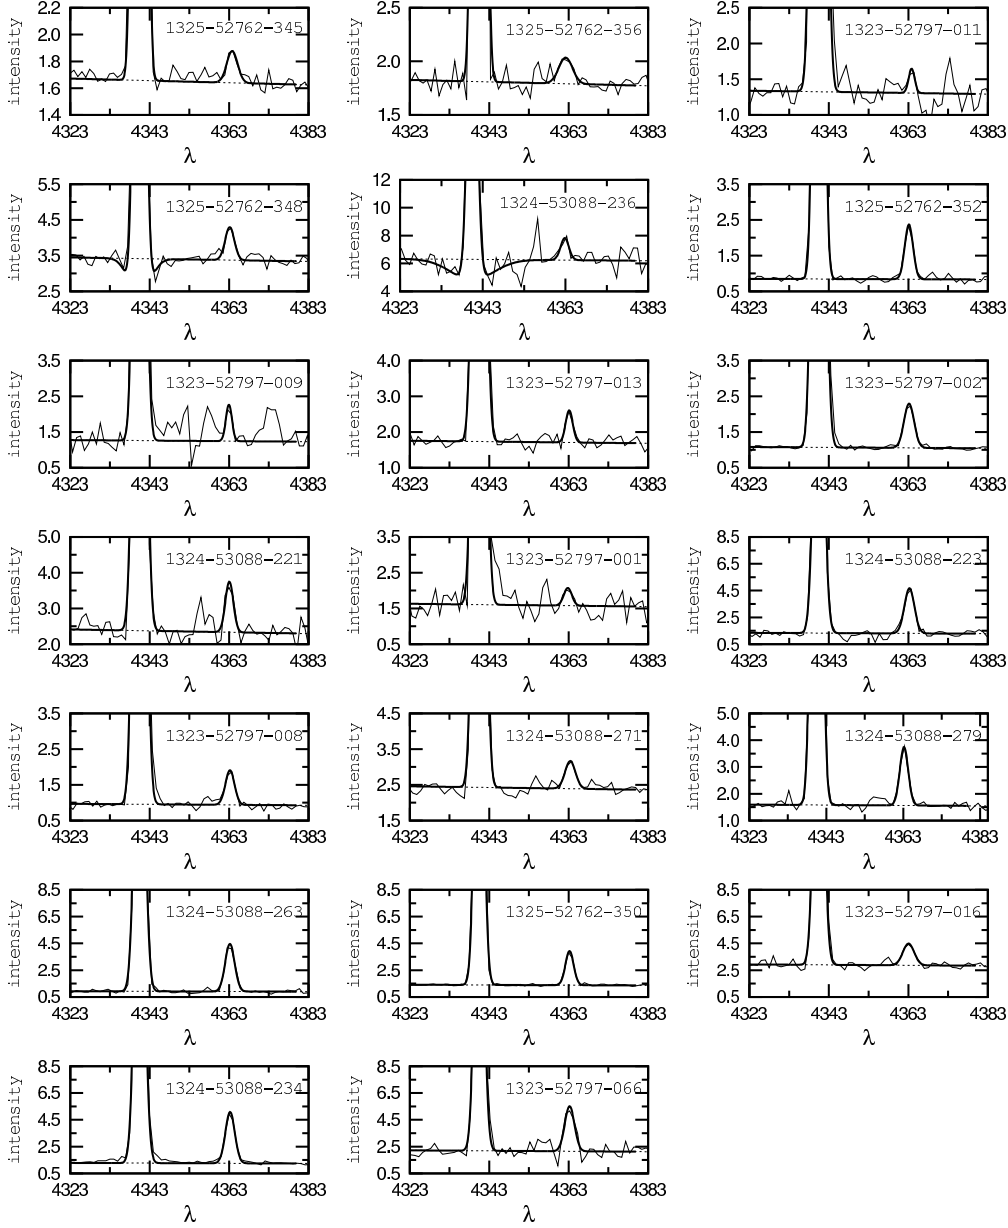 intensity 2.2 2.0 1.8 1.6 1.4 1325-52762-345 4323 4343 4363 4383 λ
2.5 2.0 1.5 1325-52762-356 4323 4343 4363 4383 λ
intensity 2.5 2.0 1.5 1.0 1323-52797-011 4323 4343 4363 4383 λ
intensity 5.5 4.5 3.5 2.5 1325-52762-348 4323 4343 4363 4383 λ
12 10 8 6 4 1324-53088-236 4323 4343 4363 4383 λ
intensity 3.5 2.5 1.5 0.5 1325-52762-352 4323 4343 4363 4383 λ
intensity 3.5 2.5 1.5 0.5 1323-52797-009 4323 4343 4363 4383 λ
intensity 4.0 3.0 2.0 1.0 1323-52797-013 4323 4343 4363 4383 λ
intensity 3.5 2.5 1.5 0.5 1323-52797-002 4323 4343 4363 4383 λ
intensity 5.0 4.0 3.0 2.0 1324-53088-221 4323 4343 4363 4383 λ
intensity 3.5 2.5 1.5 0.5 1323-52797-001 4323 4343 4363 4383 λ
intensity 8.5 6.5 4.5 2.5 0.5 1324-53088-223 4323 4343 4363 4383 λ
intensity 3.5 2.5 1.5 0.5 1323-52797-008 4323 4343 4363 4383 λ
intensity 4.5 3.5 2.5 1.5 1324-53088-271 4323 4343 4363 4383 λ
intensity 5.0 4.0 3.0 2.0 1.0 1324-53088-279 4323 4343 4363 4383 λ
intensity 8.5 6.5 4.5 2.5 0.5 1324-53088-263 4323 4343 4363 4383 λ
intensity 8.5 6.5 4.5 2.5 0.5 1325-52762-350 4323 4343 4363 4383 λ
intensity 8.5 6.5 4.5 2.5 0.5 1323-52797-016 4323 4343 4363 4383 λ
intensity 8.5 6.5 4.5 2.5 0.5 1324-53088-234 4323 4343 4363 4383 λ
intensity 8.5 6.5 4.5 2.5 0.5 1323-52797-066 4323 4343 4363 4383 λ